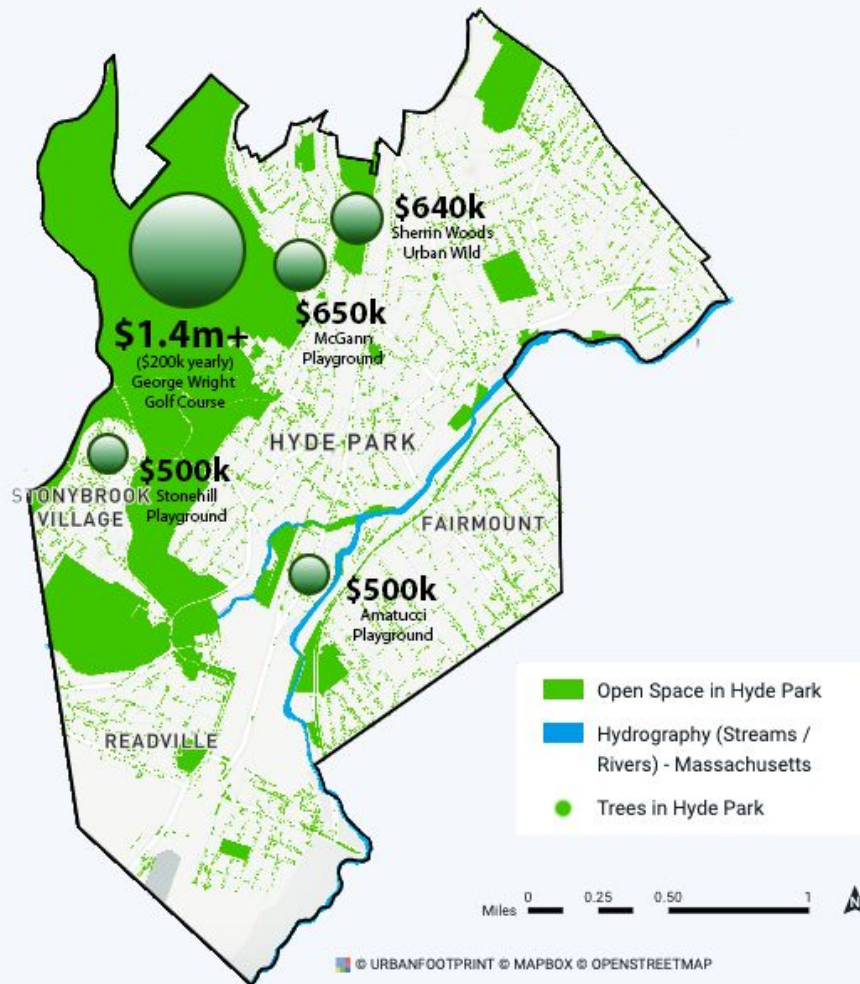 $640k
Sherrin Woods
Urban Wild
$650k
McGann
Playground
$1.4m+
($200k yearly)
George Wright
Golf Course
HYDE PARK
$500k
Stonehill
Playground
STONYBROOK
VILLAGE
FAIRMOUNT
$500k
Amatucci
Playground
READVILLE
Open Space in Hyde Park
Hydrography (Streams /
Rivers) - Massachusetts
Trees in Hyde Park
Miles 0 0.25 0.50 1
N
© URBANFOOTPRINT © MAPBOX © OPENSTREETMAP